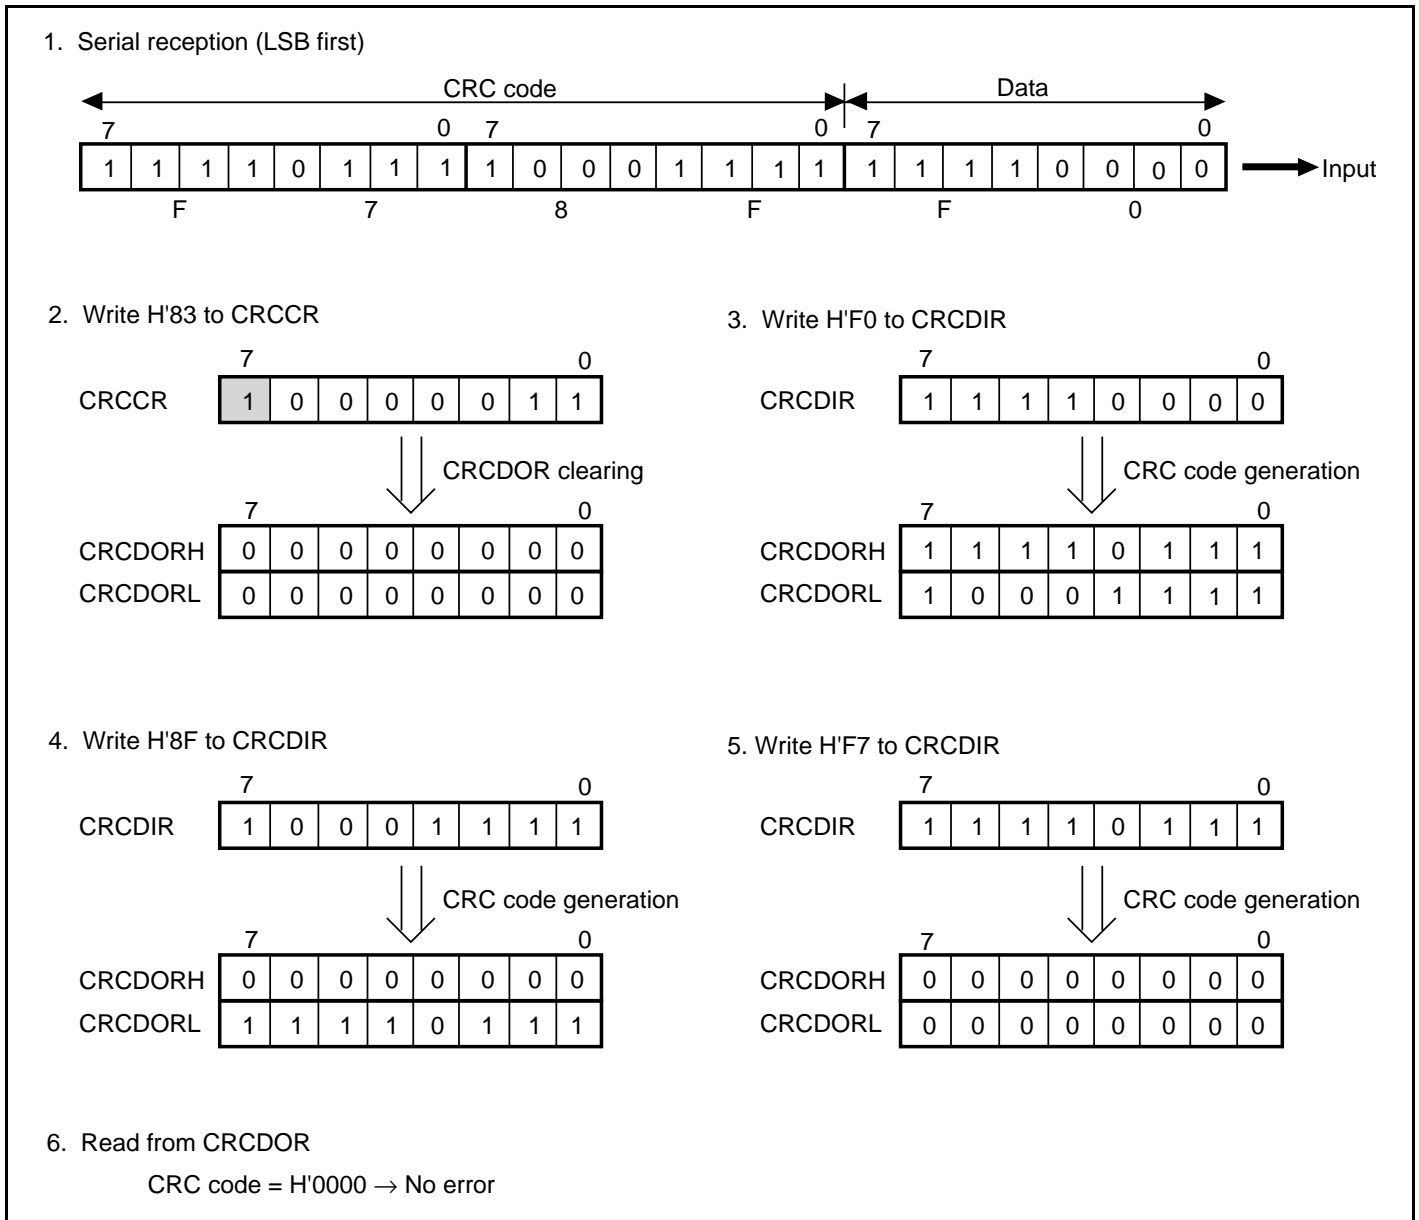 1. Serial reception (LSB first)
CRC code Data
7 0 7 0 7 0
1 1 1 1 0 1 1 1 1 0 0 0 1 1 1 1 1 1 1 1 0 0 0 0 Input
F 7 8 F F 0
2. Write H'83 to CRCCR
7 0
CRCCR 1 0 0 0 0 0 1 1
CRCDOR clearing
7 0
CRCDORH 0 0 0 0 0 0 0 0
CRCDORL 0 0 0 0 0 0 0 0
3. Write H'F0 to CRCDIR
7 0
CRCDIR 1 1 1 1 0 0 0 0
CRC code generation
7 0
CRCDORH 1 1 1 1 0 1 1 1
CRCDORL 1 0 0 0 1 1 1 1
4. Write H'8F to CRCDIR
7 0
CRCDIR 1 0 0 0 1 1 1 1
CRC code generation
7 0
CRCDORH 0 0 0 0 0 0 0 0
CRCDORL 1 1 1 1 0 1 1 1
5. Write H'F7 to CRCDIR
7 0
CRCDIR 1 1 1 1 0 1 1 1
CRC code generation
7 0
CRCDORH 0 0 0 0 0 0 0 0
CRCDORL 0 0 0 0 0 0 0 0
6. Read from CRCDOR
CRC code = H'0000 → No error